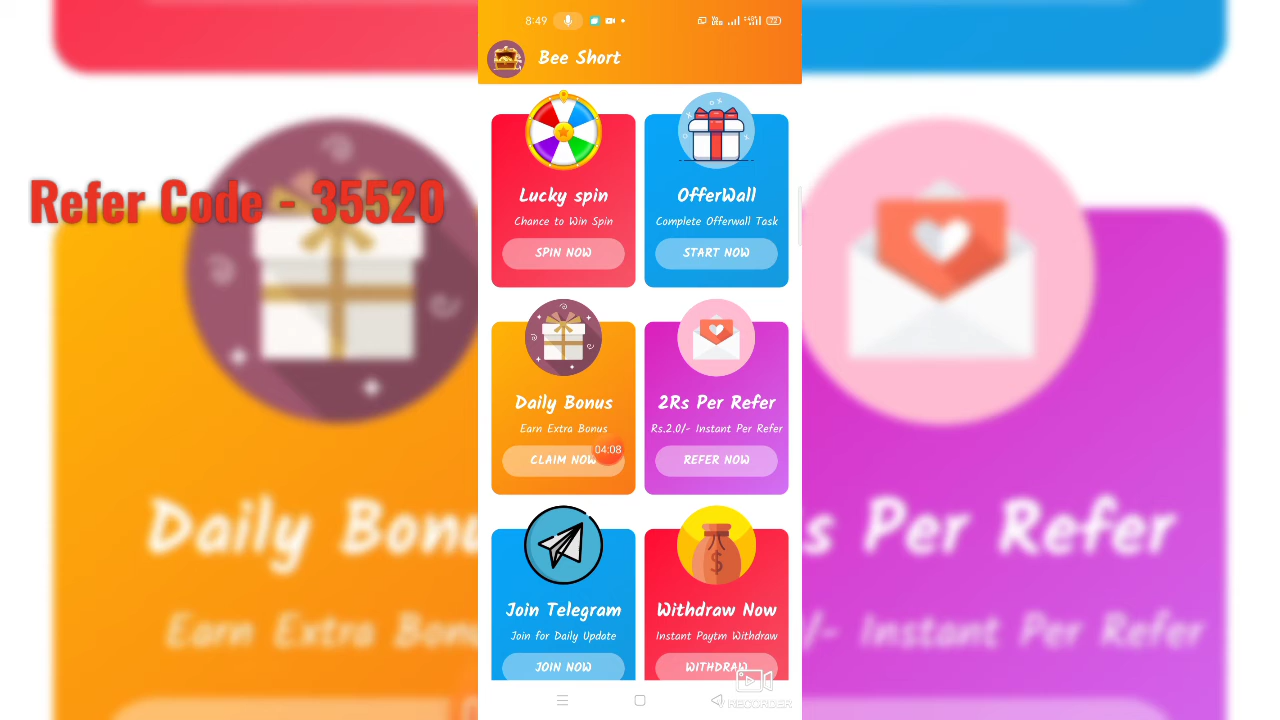 8:49
72
Bee Short
Refer Code - 35520
Lucky spin
Chance to Win Spin
SPIN NOW
OfferWall
Complete Offerwall Task
START NOW
Daily Bonus
Earn Extra Bonus
CLAIM NOW
04:08
2Rs Per Refer
Rs.2.0/- Instant Per Refer
REFER NOW
Join Telegram
Join for Daily Update
JOIN NOW
Withdraw Now
Instant Paytm Withdraw
WITHDRAW
RECORDER
Daily Bonu
Earn Extra Bonu
s Per Refer
/- Instant Per Refer